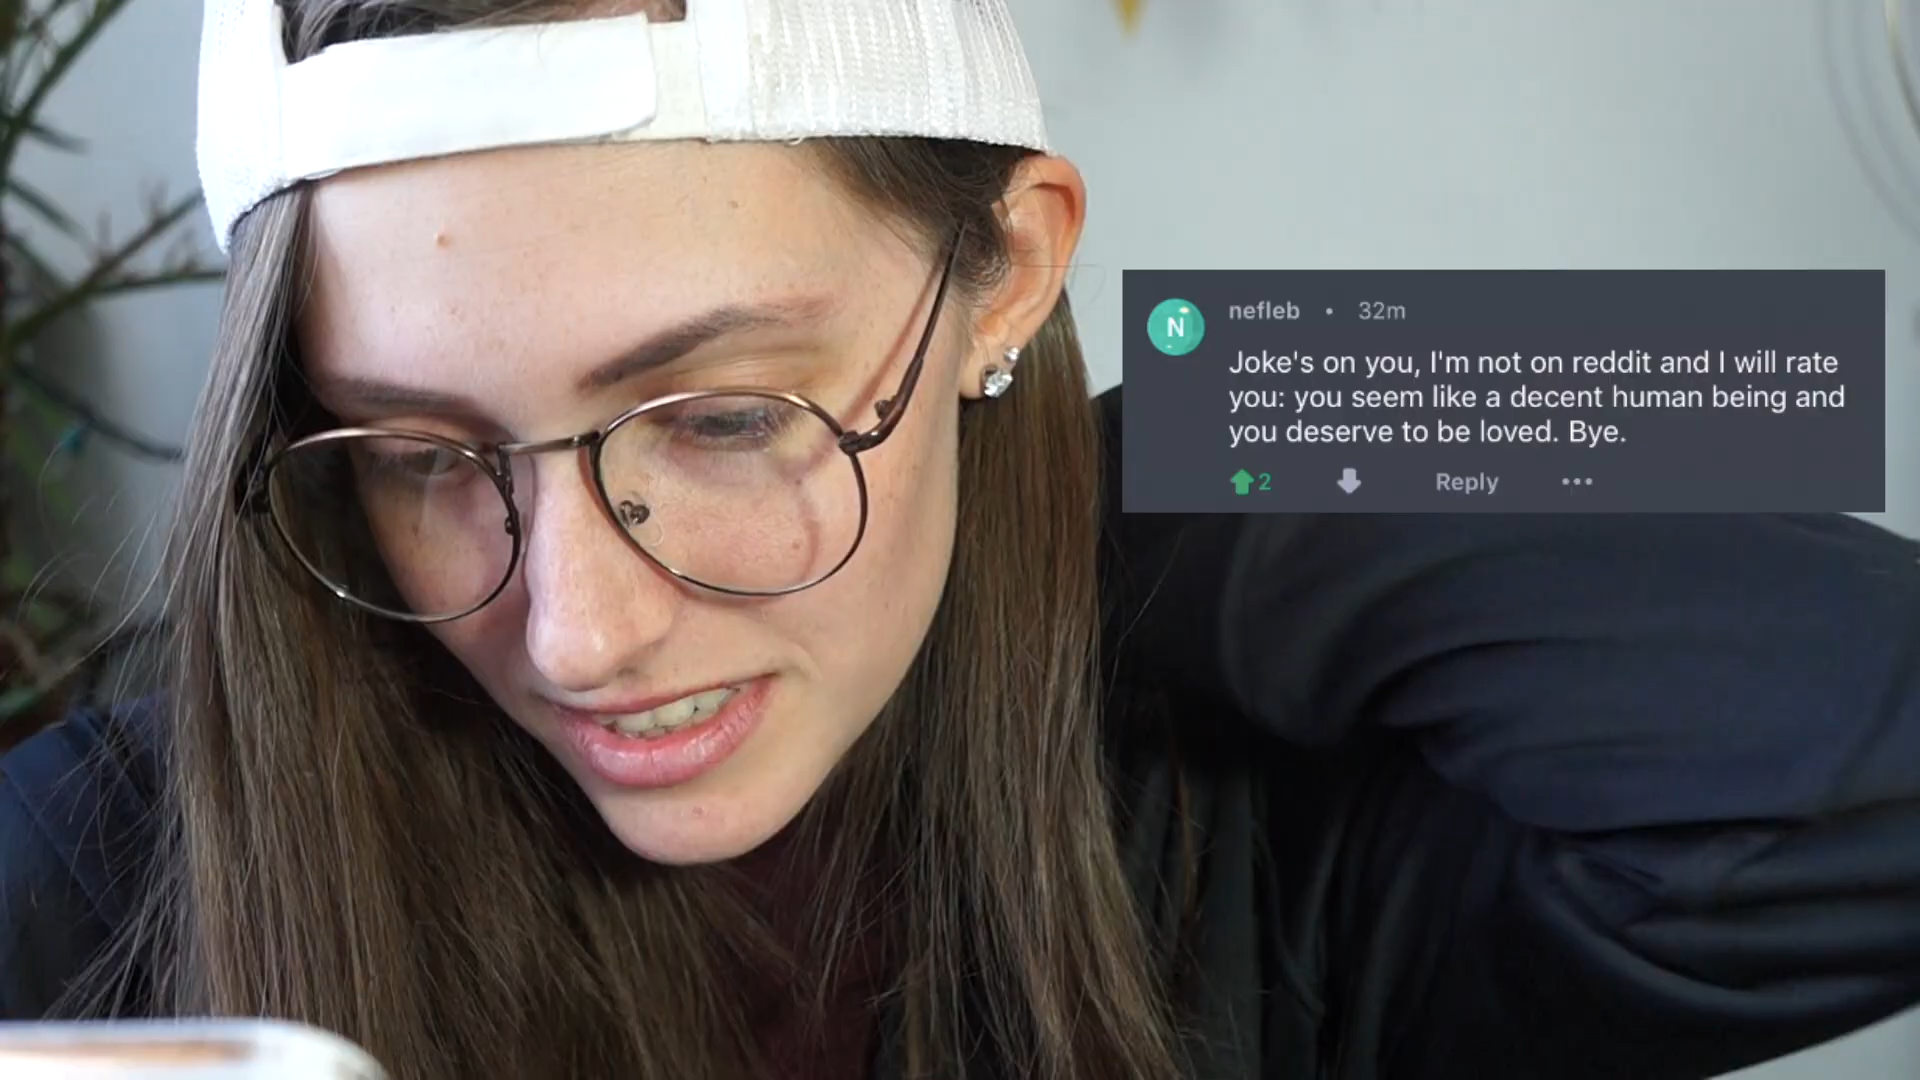 N
nefleb • 32m
Joke's on you, I'm not on reddit and I will rate
you: you seem like a decent human being and
you deserve to be loved. Bye.
2 Reply •••